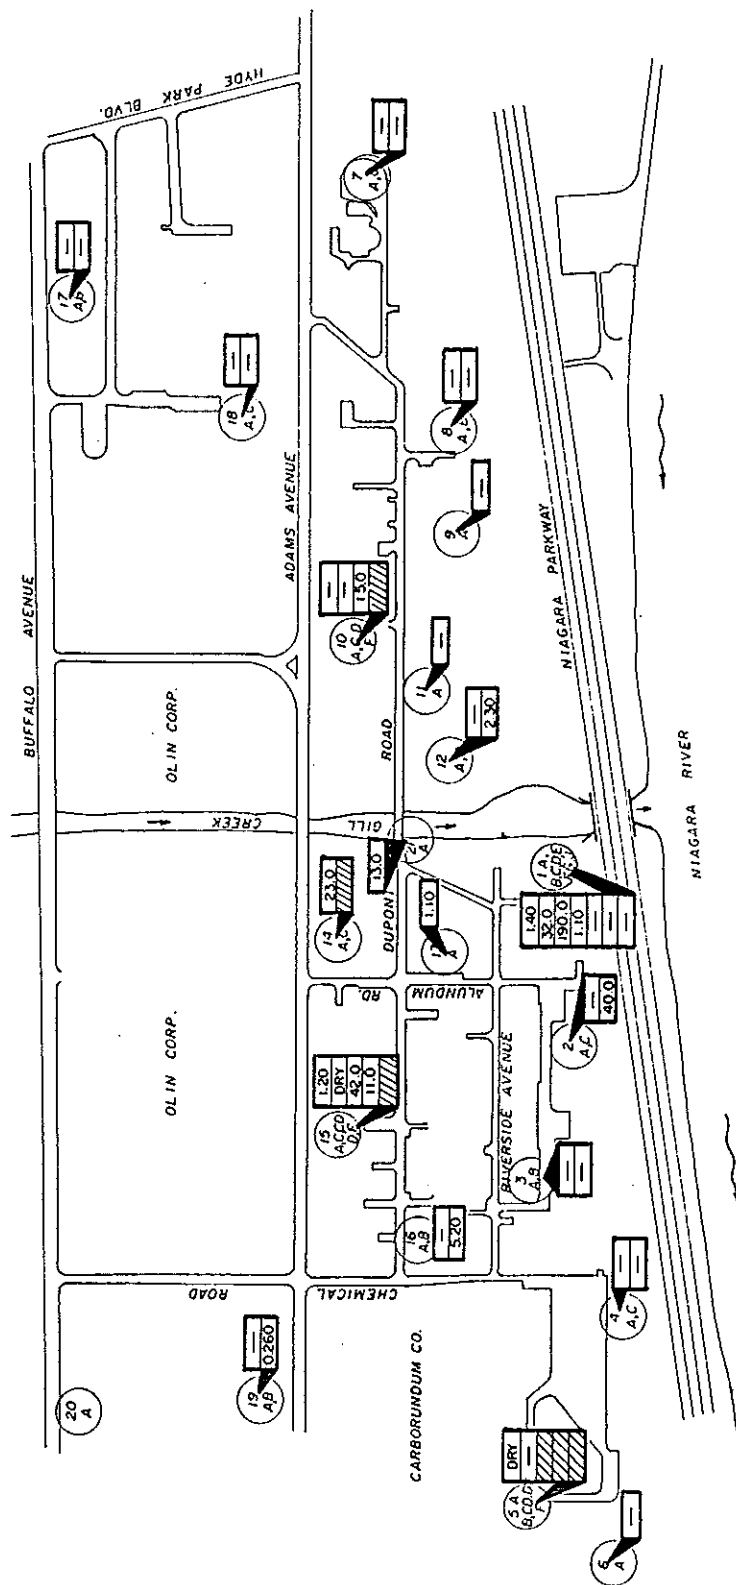 HYDE PARK BLVD.
BUFFALO AVENUE
ADAMS AVENUE
NIAGARA PARKWAY
NIAGARA RIVER
OLIN CORP.
OLIN CORP.
GILL CREEK
DUPONT ROAD
ALUNDUM RD.
RIVERSIDE AVENUE
CHEMICAL ROAD
CARBORUNDUM CO.
17
—
—
18
A,C
—
—
7
—
—
8
—
—
9
A
—
10
A,C,D
E
—
—
15.0
11
A
—
12
—
2.30
21
A
13.0
14
A,C
23.0
A
1.10
1 A
B,C,D,E
1.40
32.0
190.0
1.10
—
—
—
2
—
40.0
15
A,C,CD
D,F
1.20
DRY
42.0
11.0
3
A,B
—
—
16
A,B
—
5.20
4
A,C
—
—
19
A,B
—
0.260
20
A
5 A
B,CD,D
F
DRY
—
6
A
—